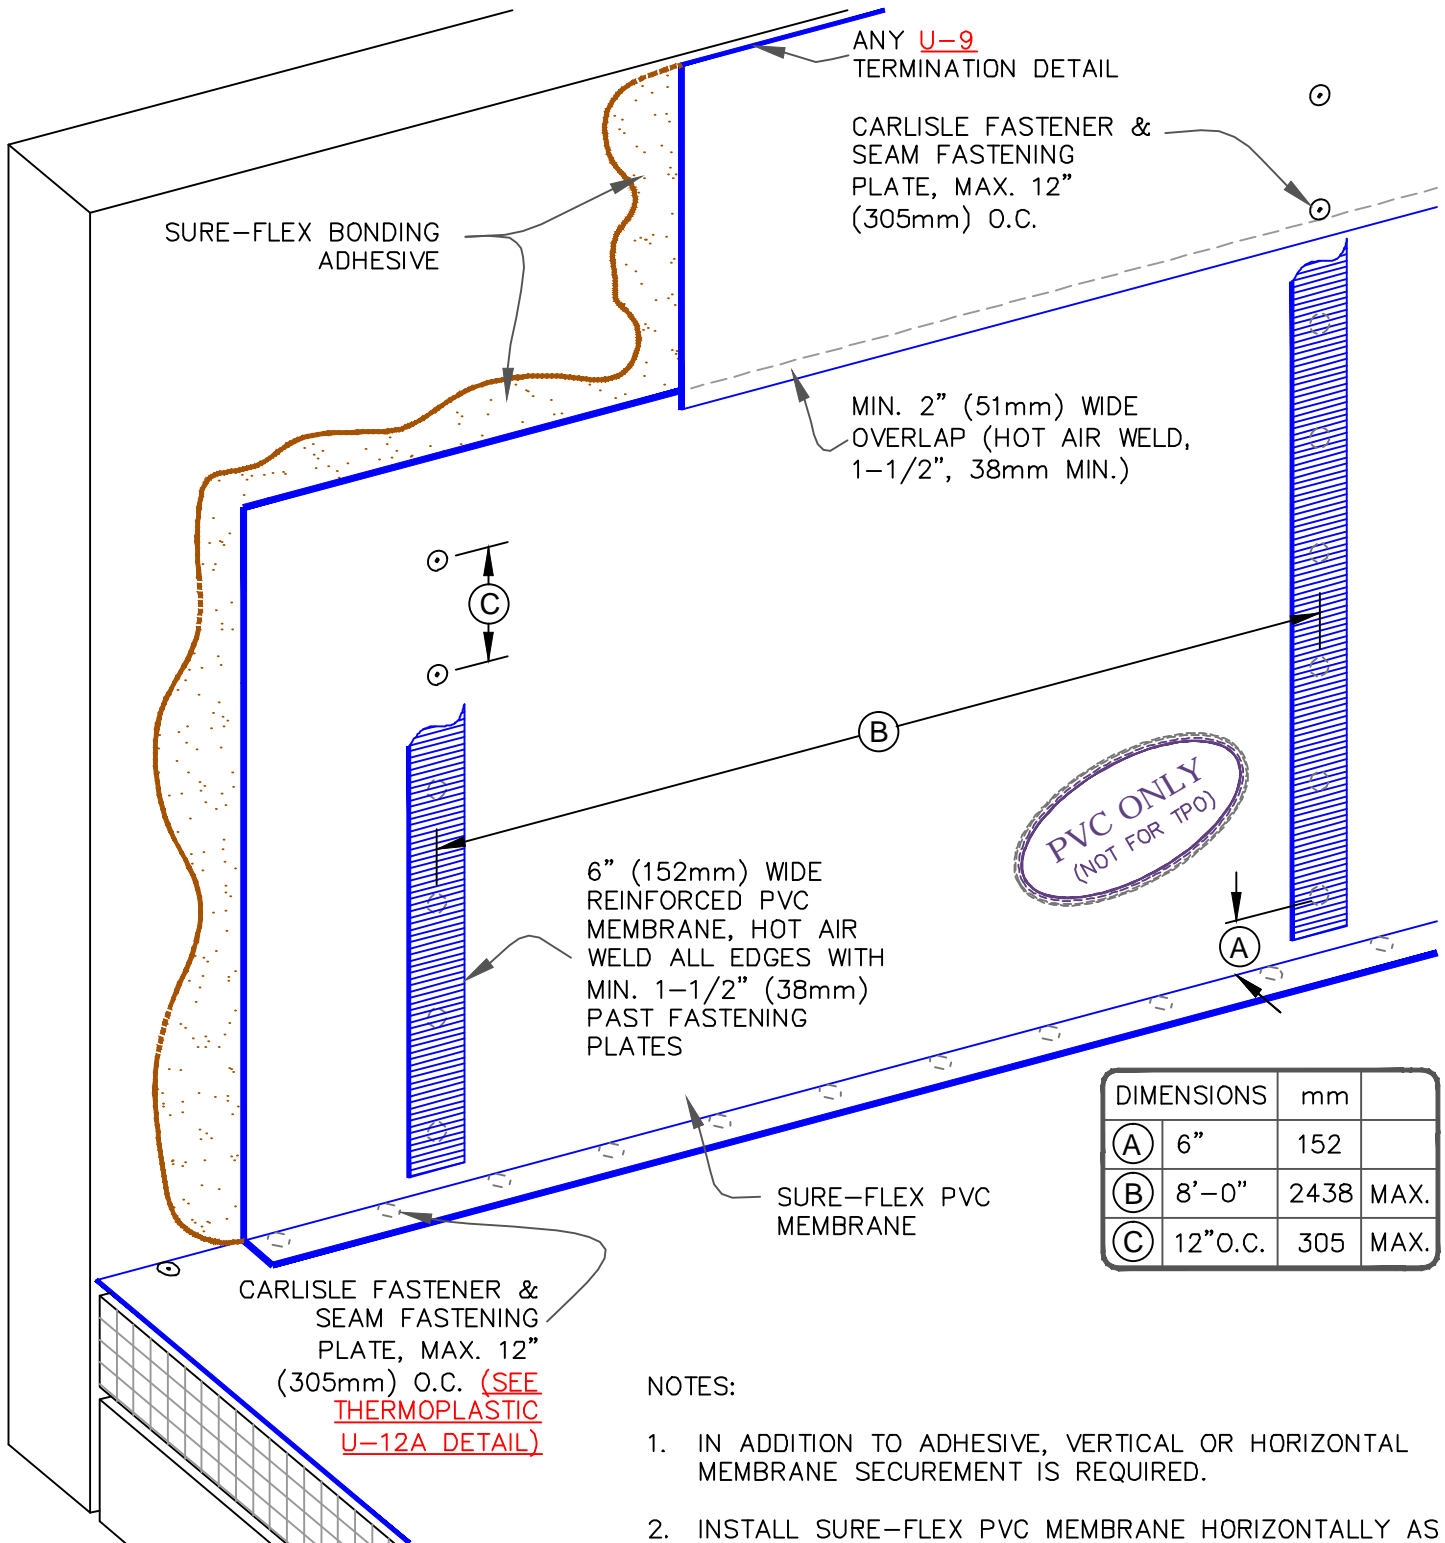 ANY U-9
TERMINATION DETAIL
CARLISLE FASTENER &
SEAM FASTENING
PLATE, MAX. 12"
(305mm) O.C.
SURE-FLEX BONDING
ADHESIVE
MIN. 2" (51mm) WIDE
OVERLAP (HOT AIR WELD,
1-1/2", 38mm MIN.)
C
B
PVC ONLY
(NOT FOR TPO)
6" (152mm) WIDE
REINFORCED PVC
MEMBRANE, HOT AIR
WELD ALL EDGES WITH
MIN. 1-1/2" (38mm)
PAST FASTENING
PLATES
A
DIMENSIONS mm
A 6" 152
B 8'-0" 2438 MAX.
C 12"O.C. 305 MAX.
SURE-FLEX PVC
MEMBRANE
CARLISLE FASTENER &
SEAM FASTENING
PLATE, MAX. 12"
(305mm) O.C. (SEE
THERMOPLASTIC
U-12A DETAIL)
NOTES:
1. IN ADDITION TO ADHESIVE, VERTICAL OR HORIZONTAL
MEMBRANE SECUREMENT IS REQUIRED.
2. INSTALL SURE-FLEX PVC MEMBRANE HORIZONTALLY AS